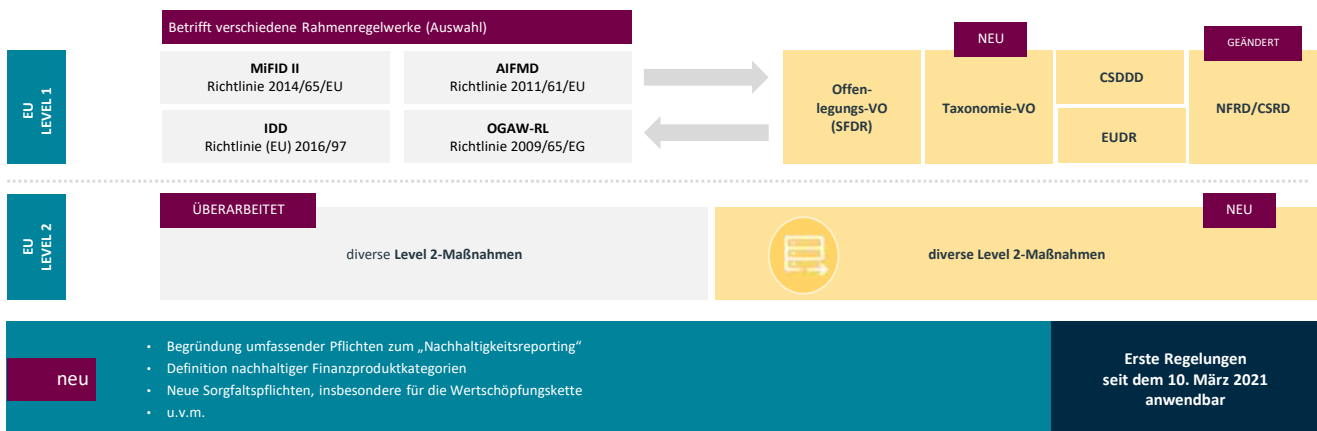 Betrifft verschiedene Rahmenregelwerke (Auswahl)
NEU
GEÄNDERT
EU
LEVEL 1
MiFID II
Richtlinie 2014/65/EU
AIFMD
Richtlinie 2011/61/EU
IDD
Richtlinie (EU) 2016/97
OGAW-RL
Richtlinie 2009/65/EG
Offen-
legungs-VO
(SFDR)
Taxonomie-VO
CSDDD
EUDR
NFRD/CSRD
EU
LEVEL 2
ÜBERARBEITET
diverse Level 2-Maßnahmen
NEU
diverse Level 2-Maßnahmen
neu
• Begründung umfassender Pflichten zum „Nachhaltigkeitsreporting“
• Definition nachhaltiger Finanzproduktkategorien
• Neue Sorgfaltspflichten, insbesondere für die Wertschöpfungskette
• u.v.m.
Erste Regelungen
seit dem 10. März 2021
anwendbar